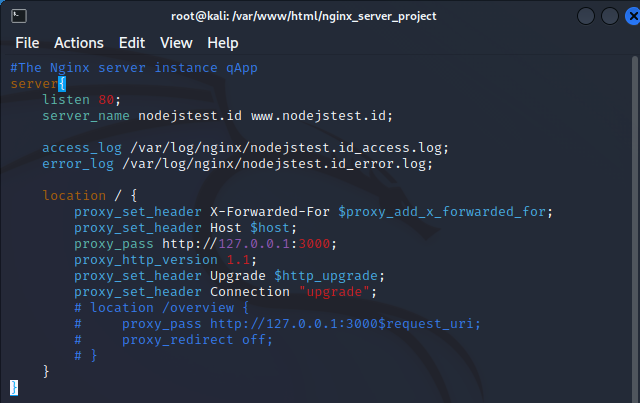 root@kali: /var/www/html/nginx_server_project
File Actions Edit View Help
#The Nginx server instance qApp
server{
    listen 80;
    server_name nodejstest.id www.nodejstest.id;

    access_log /var/log/nginx/nodejstest.id_access.log;
    error_log /var/log/nginx/nodejstest.id_error.log;

    location / {
        proxy_set_header X-Forwarded-For $proxy_add_x_forwarded_for;
        proxy_set_header Host $host;
        proxy_pass http://127.0.0.1:3000;
        proxy_http_version 1.1;
        proxy_set_header Upgrade $http_upgrade;
        proxy_set_header Connection "upgrade";
        # location /overview {
        #     proxy_pass http://127.0.0.1:3000$request_uri;
        #     proxy_redirect off;
        # }
    }
}